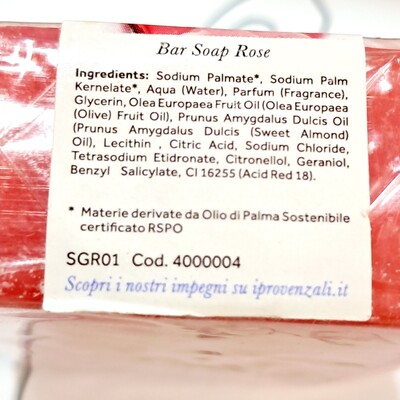 Bar Soap Rose
Ingredients: Sodium Palmate*, Sodium Palm
Kernelate*, Aqua (Water), Parfum (Fragrance),
Glycerin, Olea Europaea Fruit Oil (Olea Europaea
(Olive) Fruit Oil), Prunus Amygdalus Dulcis Oil
(Prunus Amygdalus Dulcis (Sweet Almond)
Oil), Lecithin , Citric Acid, Sodium Chloride,
Tetrasodium Etidronate, Citronellol, Geraniol,
Benzyl Salicylate, CI 16255 (Acid Red 18).
* Materie derivate da Olio di Palma Sostenibile
certificato RSPO
SGR01 Cod. 4000004
Scopri i nostri impegni su iprovenzali.it